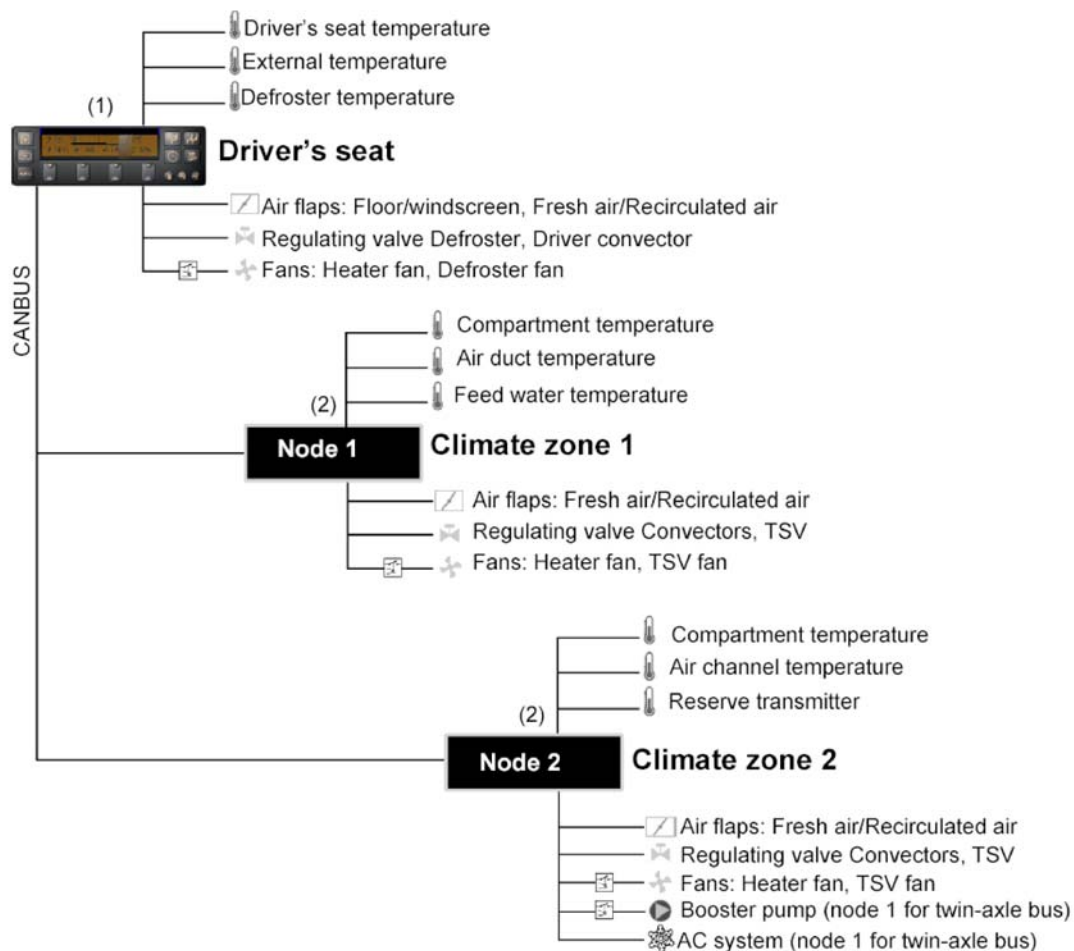 Driver's seat temperature
External temperature
Defroster temperature
(1)
Driver's seat
Air flaps: Floor/windscreen, Fresh air/Recirculated air
Regulating valve Defroster, Driver convector
Fans: Heater fan, Defroster fan
CANBUS
Compartment temperature
Air duct temperature
Feed water temperature
(2)
Node 1
Climate zone 1
Air flaps: Fresh air/Recirculated air
Regulating valve Convectors, TSV
Fans: Heater fan, TSV fan
Compartment temperature
Air channel temperature
Reserve transmitter
(2)
Node 2
Climate zone 2
Air flaps: Fresh air/Recirculated air
Regulating valve Convectors, TSV
Fans: Heater fan, TSV fan
Booster pump (node 1 for twin-axle bus)
AC system (node 1 for twin-axle bus)